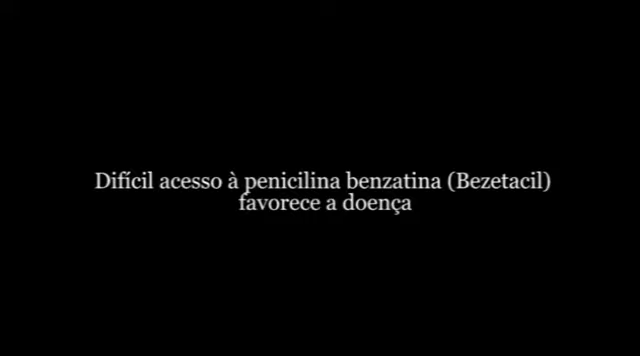 Difícil acesso à penicilina benzatina (Bezetacil)
favorece a doença